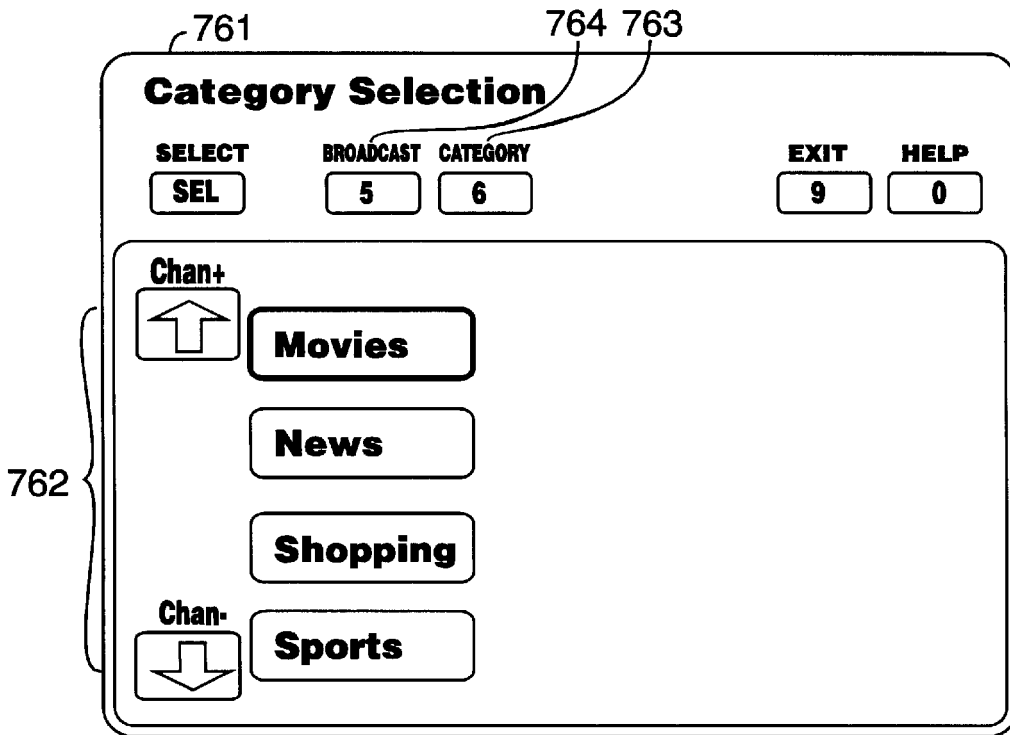 761
764 763
Category Selection
SELECT BROADCAST CATEGORY EXIT HELP
SEL 5 6 9 0
Chan+
Movies
News
762
Shopping
Chan-
Sports